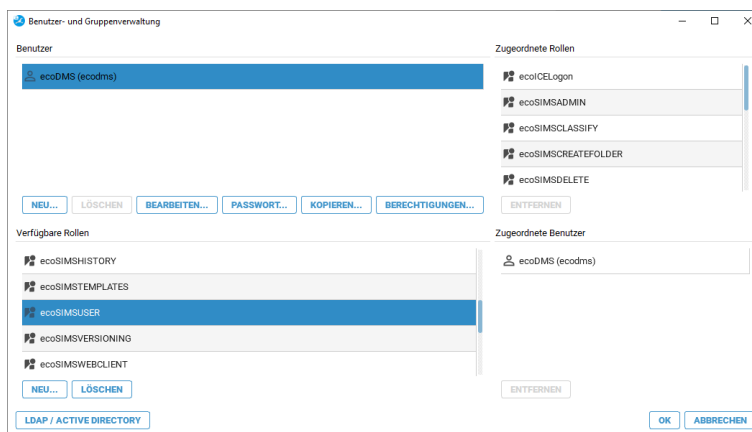 Benutzer- und Gruppenverwaltung
Benutzer
ecoDMS (ecodms)
NEU... LÖSCHEN BEARBEITEN... PASSWORT... KOPIEREN... BERECHTIGUNGEN...
Zugeordnete Rollen
ecoICELogon
ecoSIMSADMIN
ecoSIMSCLASSIFY
ecoSIMSCREATEFOLDER
ecoSIMSDELETE
ENTFERNEN
Verfügbare Rollen
ecoSIMSHISTORY
ecoSIMSTEMPLATES
ecoSIMSUSER
ecoSIMSVERSIONING
ecoSIMSWEBCLIENT
NEU... LÖSCHEN
Zugeordnete Benutzer
ecoDMS (ecodms)
ENTFERNEN
LDAP / ACTIVE DIRECTORY
OK ABBRECHEN